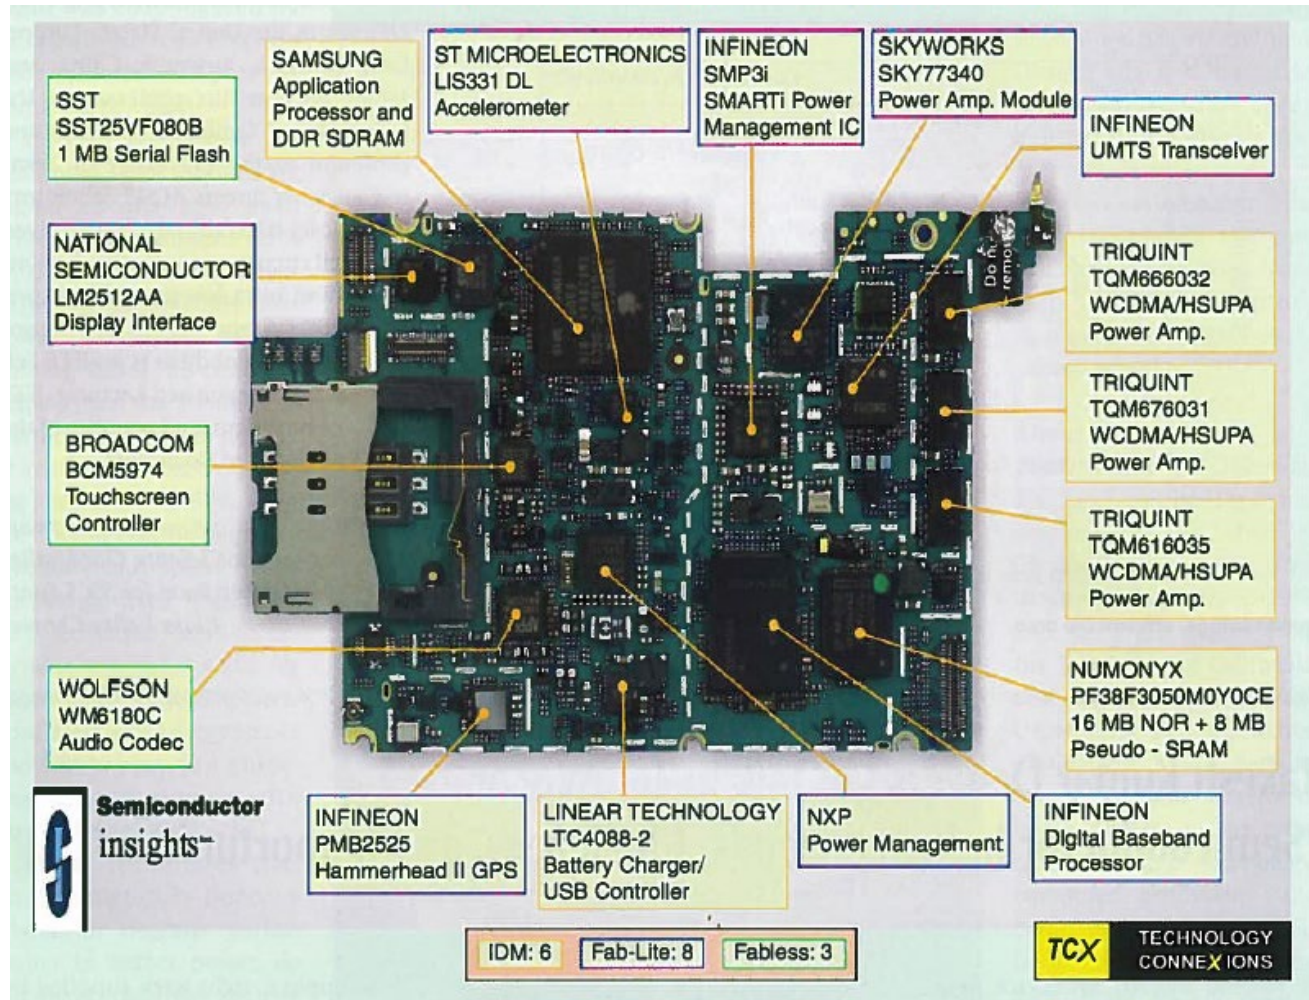 SST
SST25VF080B
1 MB Serial Flash
SAMSUNG
Application
Processor and
DDR SDRAM
ST MICROELECTRONICS
LIS331 DL
Accelerometer
INFINEON
SMP3i
SMARTi Power
Management IC
SKYWORKS
SKY77340
Power Amp. Module
INFINEON
UMTS Transceiver
NATIONAL
SEMICONDUCTOR
LM2512AA
Display Interface
Do not
remove
TRIQUINT
TQM666032
WCDMA/HSUPA
Power Amp.
TRIQUINT
TQM676031
WCDMA/HSUPA
Power Amp.
BROADCOM
BCM5974
Touchscreen
Controller
TRIQUINT
TQM616035
WCDMA/HSUPA
Power Amp.
WOLFSON
WM6180C
Audio Codec
NUMONYX
PF38F3050M0Y0CE
16 MB NOR + 8 MB
Pseudo - SRAM
Semiconductor
insights™
INFINEON
PMB2525
Hammerhead II GPS
LINEAR TECHNOLOGY
LTC4088-2
Battery Charger/
USB Controller
NXP
Power Management
INFINEON
Digital Baseband
Processor
IDM: 6
Fab-Lite: 8
Fabless: 3
TCX
TECHNOLOGY
CONNEXIONS